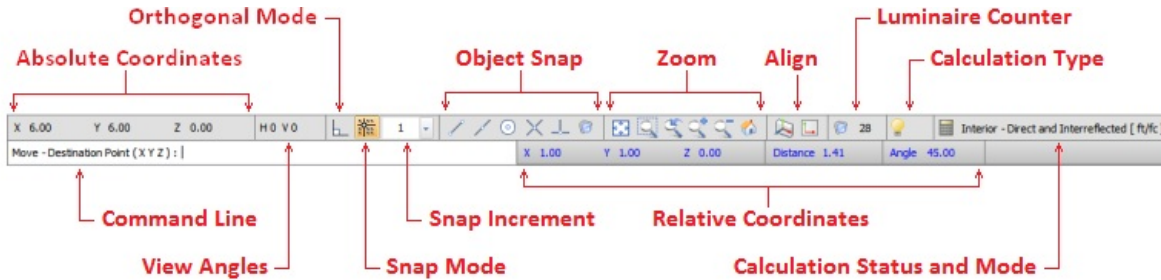 Orthogonal Mode
Luminaire Counter
Absolute Coordinates
Object Snap
Zoom
Align
Calculation Type
X 6.00 Y 6.00 Z 0.00 H 0 V 0 1 28 Interior - Direct and Interreflected [ ft/fc ]
Move - Destination Point ( X Y Z ) : X 1.00 Y 1.00 Z 0.00 Distance 1.41 Angle 45.00
Command Line
Snap Increment
Relative Coordinates
View Angles
Snap Mode
Calculation Status and Mode